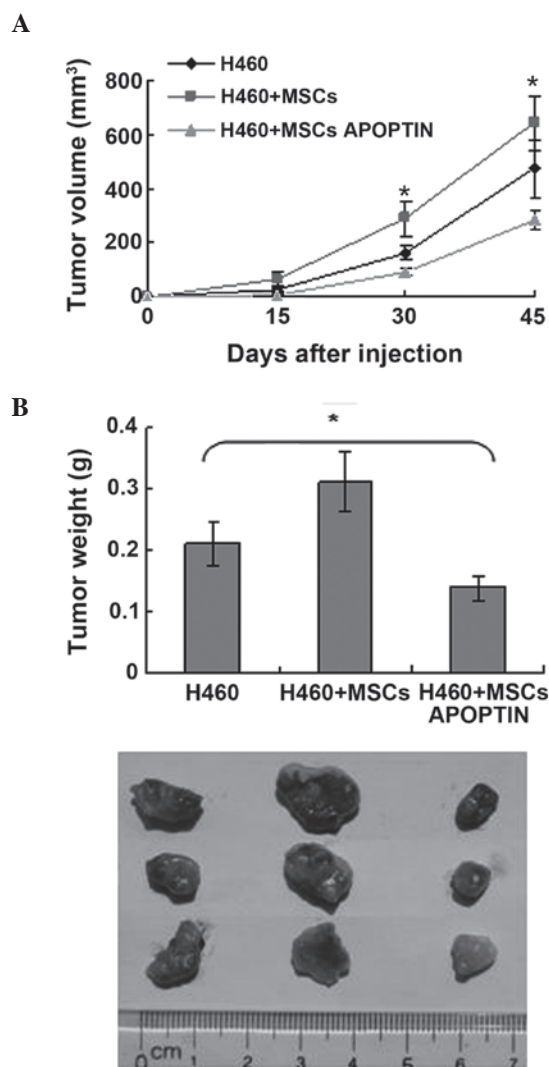 A
H460
H460+MSCs
H460+MSCs APOPTIN
Tumor volume (mm³)
800
600
400
200
0
*
*
0 15 30 45
Days after injection
B
*
Tumor weight (g)
0.4
0.3
0.2
0.1
0
H460 H460+MSCs H460+MSCs
APOPTIN
0 cm 1 2 3 4 5 6 7